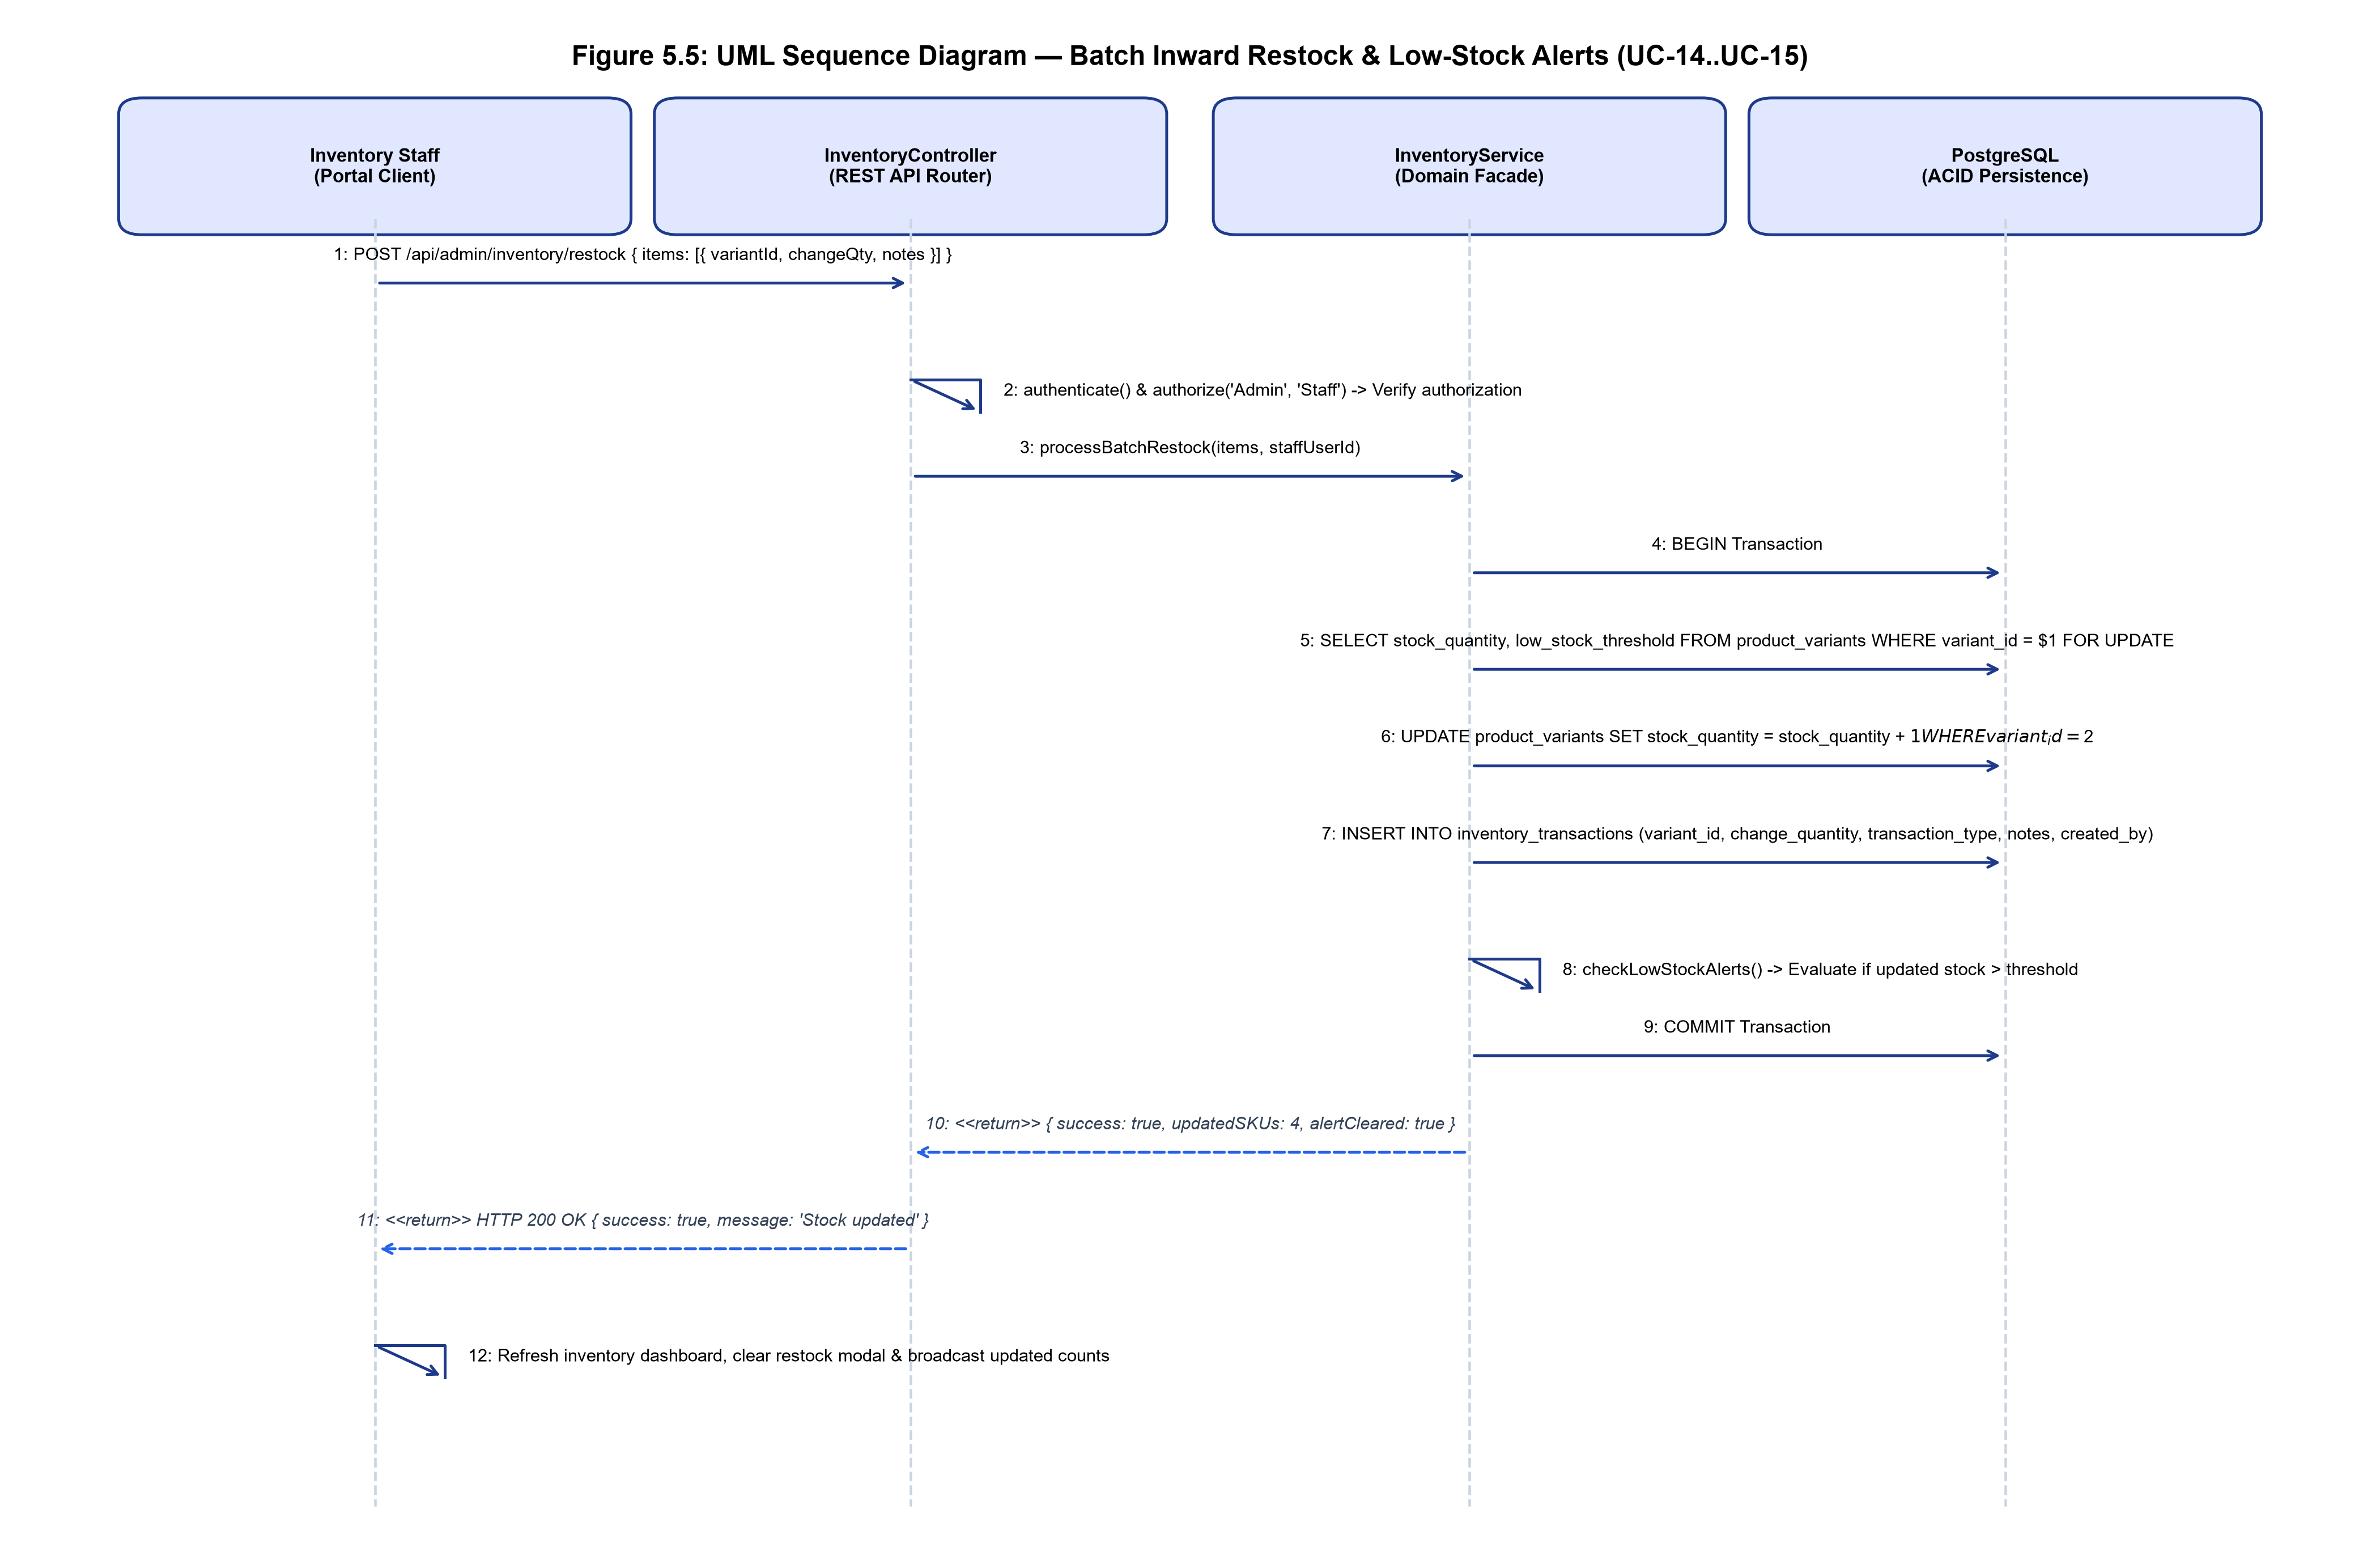 Figure 5.5: UML Sequence Diagram — Batch Inward Restock & Low-Stock Alerts (UC-14..UC-15)
Inventory Staff
(Portal Client)
InventoryController
(REST API Router)
InventoryService
(Domain Facade)
PostgreSQL
(ACID Persistence)
1: POST /api/admin/inventory/restock { items: [{ variantId, changeQty, notes }] }
2: authenticate() & authorize('Admin', 'Staff') -> Verify authorization
3: processBatchRestock(items, staffUserId)
4: BEGIN Transaction
5: SELECT stock_quantity, low_stock_threshold FROM product_variants WHERE variant_id = $1 FOR UPDATE
6: UPDATE product_variants SET stock_quantity = stock_quantity + 1WHEREvariant_id = 2
7: INSERT INTO inventory_transactions (variant_id, change_quantity, transaction_type, notes, created_by)
8: checkLowStockAlerts() -> Evaluate if updated stock > threshold
9: COMMIT Transaction
10: <<return>> { success: true, updatedSKUs: 4, alertCleared: true }
11: <<return>> HTTP 200 OK { success: true, message: 'Stock updated' }
12: Refresh inventory dashboard, clear restock modal & broadcast updated counts